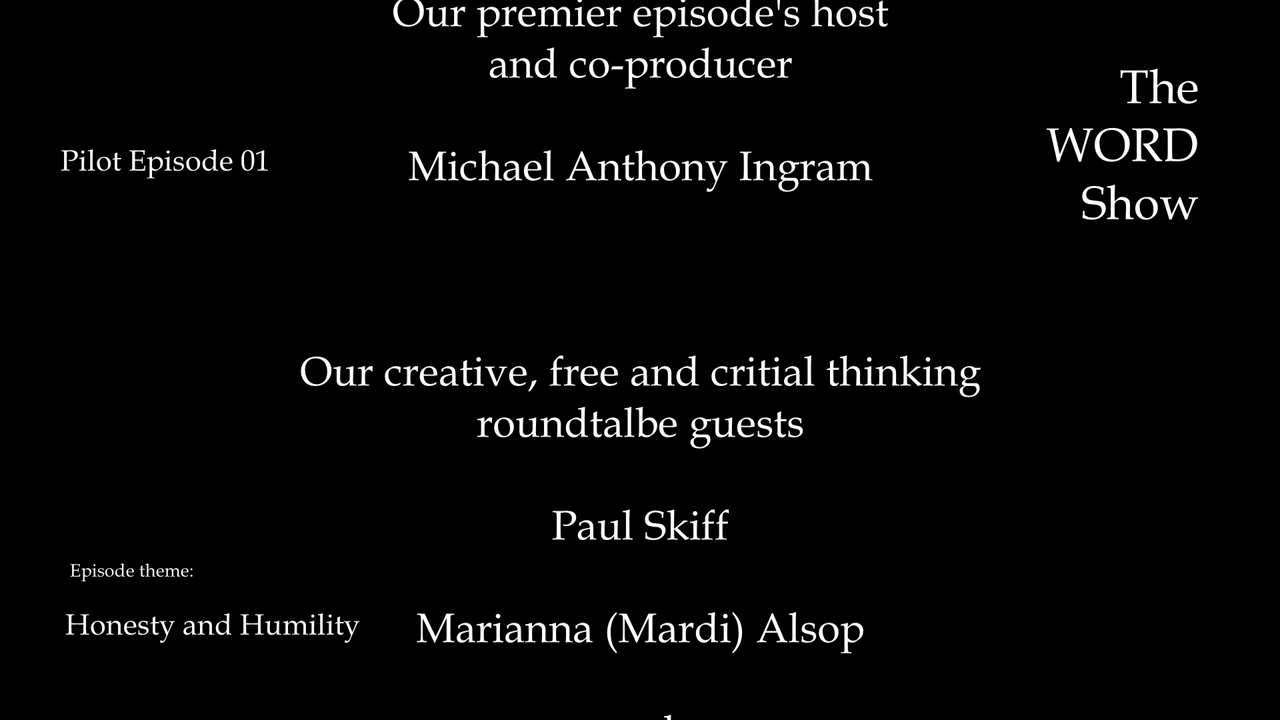 Our premier episode's host
and co-producer
The
WORD
Show
Pilot Episode 01
Michael Anthony Ingram
Our creative, free and critial thinking
roundtalbe guests
Paul Skiff
Episode theme:
Honesty and Humility
Marianna (Mardi) Alsop